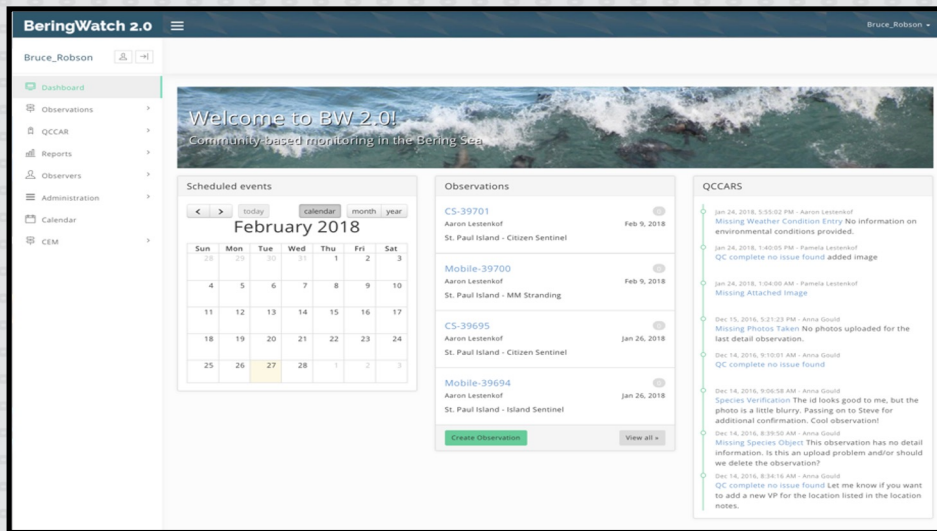 BeringWatch 2.0
Bruce_Robson
Bruce_Robson
Dashboard
Observations
QCCAR
Reports
Observers
Administration
Calendar
CEM
Welcome to BW 2.0!
Community-based monitoring in the Bering Sea
Scheduled events
today calendar month year
February 2018
Sun Mon Tue Wed Thu Fri Sat
28 29 30 31 1 2 3
4 5 6 7 8 9 10
11 12 13 14 15 16 17
18 19 20 21 22 23 24
25 26 27 28 1 2 3
Observations
CS-39701
Aaron Lestenkof Feb 9, 2018
St. Paul Island - Citizen Sentinel
Mobile-39700
Aaron Lestenkof Feb 9, 2018
St. Paul Island - MM Stranding
CS-39695
Aaron Lestenkof Jan 26, 2018
St. Paul Island - Citizen Sentinel
Mobile-39694
Aaron Lestenkof Jan 26, 2018
St. Paul Island - Island Sentinel
Create Observation View all »
QCCARS
Jan 24, 2018, 5:55:02 PM - Aaron Lestenkof
Missing Weather Condition Entry No information on
environmental conditions provided.
Jan 24, 2018, 1:40:05 PM - Pamela Lestenkof
QC complete no issue found added image
Jan 24, 2018, 1:04:00 AM - Pamela Lestenkof
Missing Attached Image
Dec 15, 2016, 5:21:23 PM - Anna Gould
Missing Photos Taken No photos uploaded for the
last detail observation.
Dec 14, 2016, 9:10:01 AM - Anna Gould
QC complete no issue found
Dec 14, 2016, 9:06:58 AM - Anna Gould
Species Verification The id looks good to me, but the
photo is a little blurry. Passing on to Steve for
additional confirmation. Cool observation!
Dec 14, 2016, 8:39:50 AM - Anna Gould
Missing Species Object This observation has no detail
information. Is this an upload problem and/or should
we delete the observation?
Dec 14, 2016, 8:34:16 AM - Anna Gould
QC complete no issue found Let me know if you want
to add a new VP for the location listed in the location
notes.